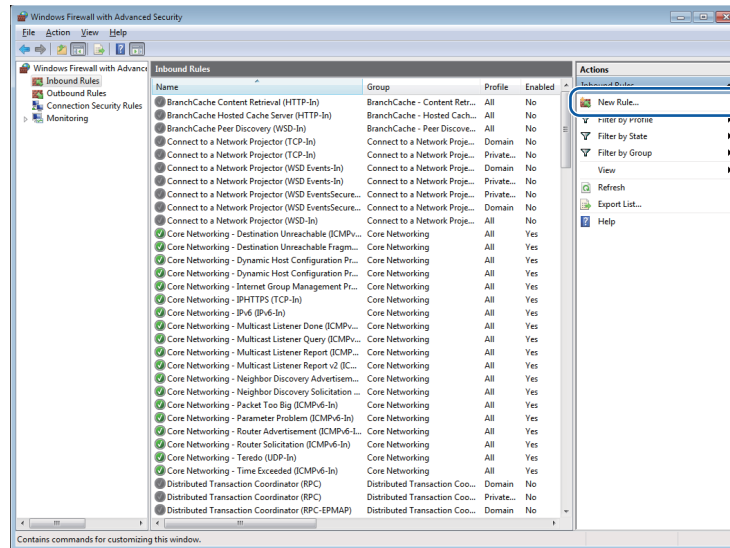 Windows Firewall with Advanced Security
File Action View Help
Windows Firewall with Advance
Inbound Rules
Outbound Rules
Connection Security Rules
Monitoring
Inbound Rules
Name Group Profile Enabled
BranchCache Content Retrieval (HTTP-In) BranchCache - Content Retr... All No
BranchCache Hosted Cache Server (HTTP-In) BranchCache - Hosted Cach... All No
BranchCache Peer Discovery (WSD-In) BranchCache - Peer Discove... All No
Connect to a Network Projector (TCP-In) Connect to a Network Proje... Domain No
Connect to a Network Projector (TCP-In) Connect to a Network Proje... Private... No
Connect to a Network Projector (WSD Events-In) Connect to a Network Proje... Domain No
Connect to a Network Projector (WSD Events-In) Connect to a Network Proje... Private... No
Connect to a Network Projector (WSD EventsSecure... Connect to a Network Proje... Private... No
Connect to a Network Projector (WSD EventsSecure... Connect to a Network Proje... Domain No
Connect to a Network Projector (WSD-In) Connect to a Network Proje... All No
Core Networking - Destination Unreachable (ICMPv... Core Networking All Yes
Core Networking - Destination Unreachable Fragm... Core Networking All Yes
Core Networking - Dynamic Host Configuration Pr... Core Networking All Yes
Core Networking - Dynamic Host Configuration Pr... Core Networking All Yes
Core Networking - Internet Group Management Pr... Core Networking All Yes
Core Networking - IPHTTPS (TCP-In) Core Networking All Yes
Core Networking - IPv6 (IPv6-In) Core Networking All Yes
Core Networking - Multicast Listener Done (ICMPv... Core Networking All Yes
Core Networking - Multicast Listener Query (ICMPv... Core Networking All Yes
Core Networking - Multicast Listener Report (ICMP... Core Networking All Yes
Core Networking - Multicast Listener Report v2 (IC... Core Networking All Yes
Core Networking - Neighbor Discovery Advertisem... Core Networking All Yes
Core Networking - Neighbor Discovery Solicitation ... Core Networking All Yes
Core Networking - Packet Too Big (ICMPv6-In) Core Networking All Yes
Core Networking - Parameter Problem (ICMPv6-In) Core Networking All Yes
Core Networking - Router Advertisement (ICMPv6-I... Core Networking All Yes
Core Networking - Router Solicitation (ICMPv6-In) Core Networking All Yes
Core Networking - Teredo (UDP-In) Core Networking All Yes
Core Networking - Time Exceeded (ICMPv6-In) Core Networking All Yes
Distributed Transaction Coordinator (RPC) Distributed Transaction Coo... Domain No
Distributed Transaction Coordinator (RPC) Distributed Transaction Coo... Private... No
Distributed Transaction Coordinator (RPC-EPMAP) Distributed Transaction Coo... Domain No
Actions
Inbound Rules
New Rule...
Filter by Profile
Filter by State
Filter by Group
View
Refresh
Export List...
Help
Contains commands for customizing this window.